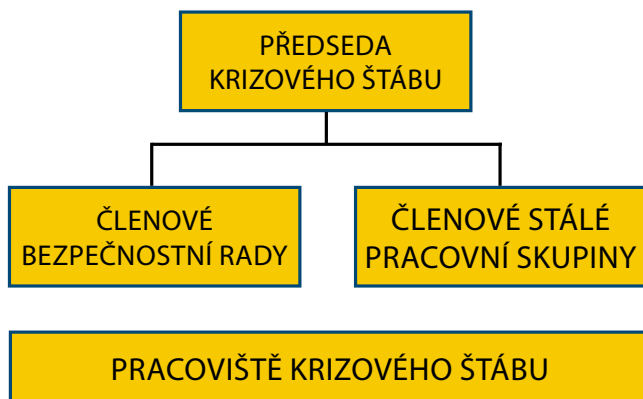 PŘEDSEDA
KRIZOVÉHO ŠTÁBU
ČLENOVÉ
BEZPEČNOSTNÍ RADY
ČLENOVÉ STÁLÉ
PRACOVNÍ SKUPINY
PRACOVIŠTĚ KRIZOVÉHO ŠTÁBU